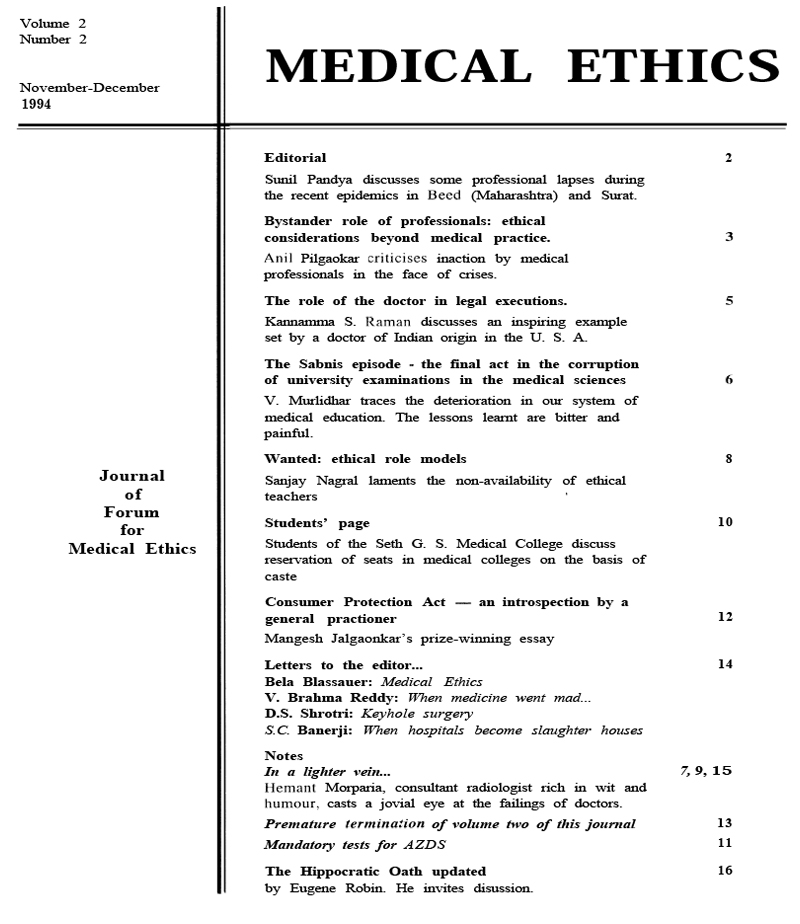 Volume 2
Number 2
November-December
1994
MEDICAL ETHICS
Journal
of
Forum
for
Medical Ethics
Editorial 2
Sunil Pandya discusses some professional lapses during
the recent epidemics in Beed (Maharashtra) and Surat.
Bystander role of professionals: ethical
considerations beyond medical practice. 3
Anil Pilgaokar criticises inaction by medical
professionals in the face of crises.
The role of the doctor in legal executions. 5
Kannamma S. Raman discusses an inspiring example
set by a doctor of Indian origin in the U. S. A.
The Sabnis episode - the final act in the corruption
of university examinations in the medical sciences 6
V. Murlidhar traces the deterioration in our system of
medical education. The lessons learnt are bitter and
painful.
Wanted: ethical role models 8
Sanjay Nagral laments the non-availability of ethical
teachers
Students' page 10
Students of the Seth G. S. Medical College discuss
reservation of seats in medical colleges on the basis of
caste
Consumer Protection Act — an introspection by a
general practioner 12
Mangesh Jalgaonkar's prize-winning essay
Letters to the editor... 14
Bela Blassauer: Medical Ethics
V. Brahma Reddy: When medicine went mad...
D.S. Shrotri: Keyhole surgery
S.C. Banerji: When hospitals become slaughter houses
Notes
In a lighter vein... 7, 9, 15
Hemant Morparia, consultant radiologist rich in wit and
humour, casts a jovial eye at the failings of doctors.
Premature termination of volume two of this journal 13
Mandatory tests for AZDS 11
The Hippocratic Oath updated 16
by Eugene Robin. He invites disussion.